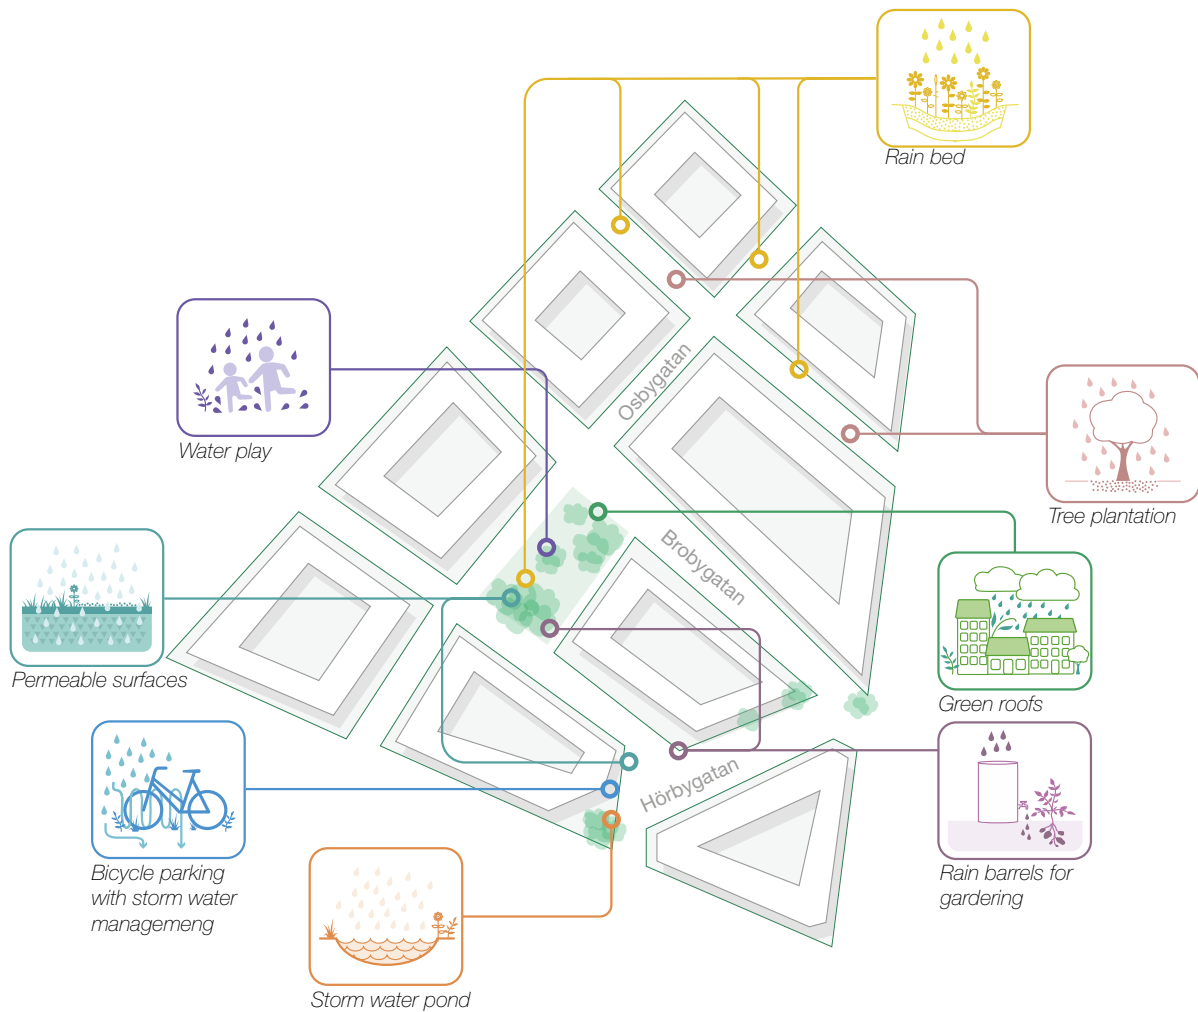 Rain bed
Osbygatan
Water play
Tree plantation
Brobygatan
Permeable surfaces
Green roofs
Hörbygatan
Bicycle parking
with storm water
managemeng
Rain barrels for
gardering
Storm water pond